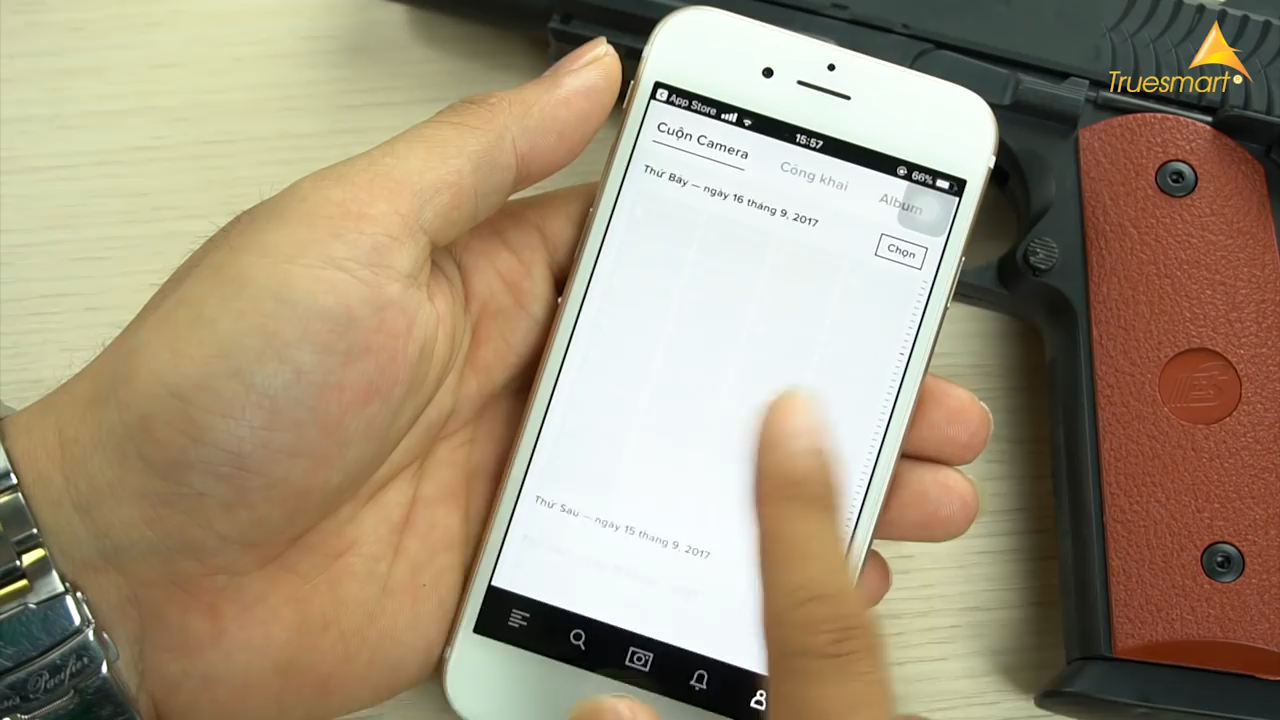 Truesmart
App Store
15:57
66%
Cuộn Camera
Công khai
Album
Thứ Bảy — ngày 16 tháng 9, 2017
Chọn
Thứ Sáu — ngày 15 tháng 9, 2017